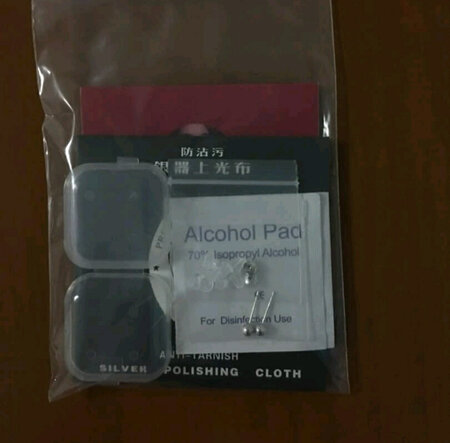 防沾污
银器上光布
Alcohol Pad
70% Isopropyl Alcohol
For Disinfection Use
ANTI-TARNISH
SILVER POLISHING CLOTH